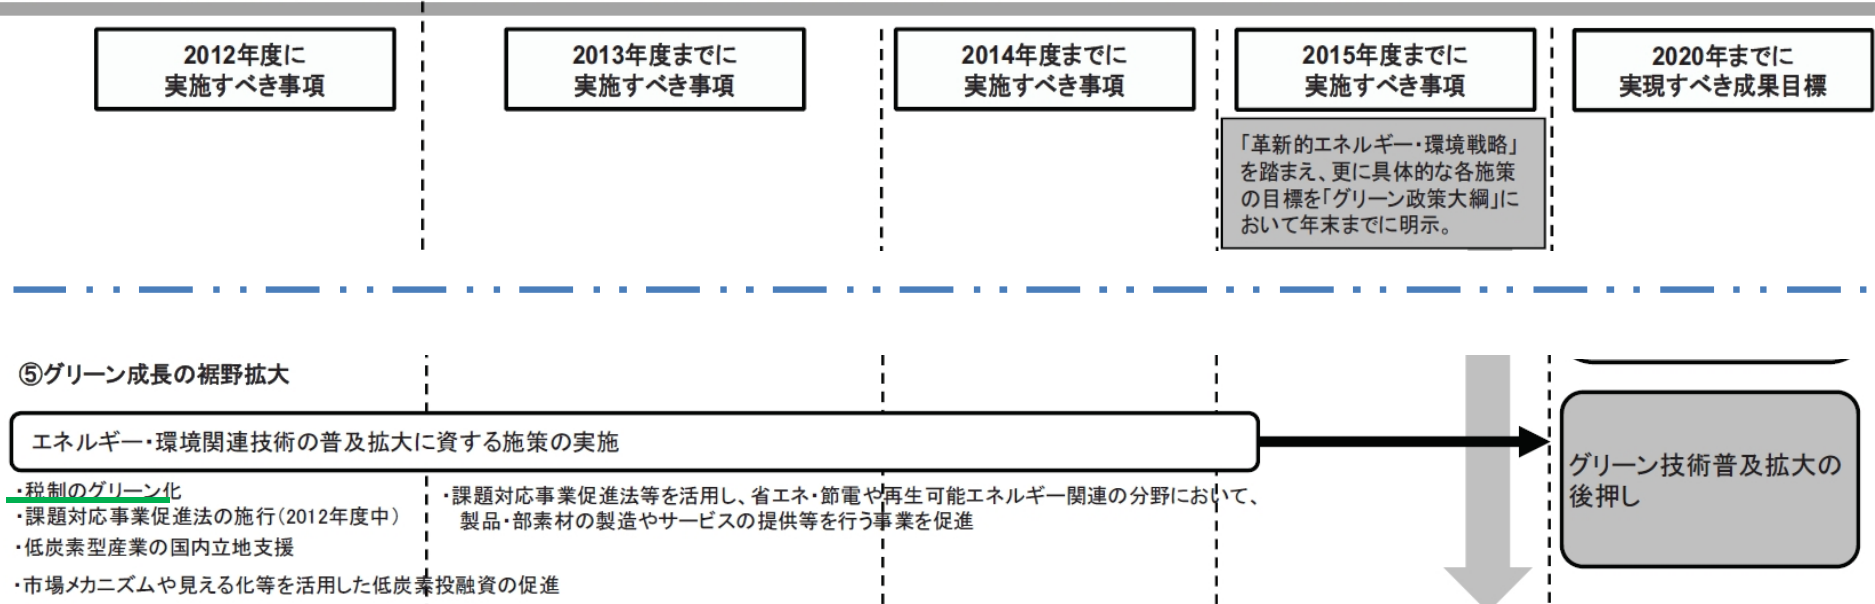 2012年度に
実施すべき事項
2013年度までに
実施すべき事項
2014年度までに
実施すべき事項
2015年度までに
実施すべき事項
2020年までに
実現すべき成果目標
「革新的エネルギー・環境戦略」
を踏まえ、更に具体的な各施策
の目標を「グリーン政策大綱」に
おいて年末までに明示。
⑤グリーン成長の裾野拡大
エネルギー・環境関連技術の普及拡大に資する施策の実施
・税制のグリーン化
・課題対応事業促進法の施行(2012年度中)
・低炭素型産業の国内立地支援
・市場メカニズムや見える化等を活用した低炭素投融資の促進
・課題対応事業促進法等を活用し、省エネ・節電や再生可能エネルギー関連の分野において、
製品・部素材の製造やサービスの提供等を行う事業を促進
グリーン技術普及拡大の
後押し